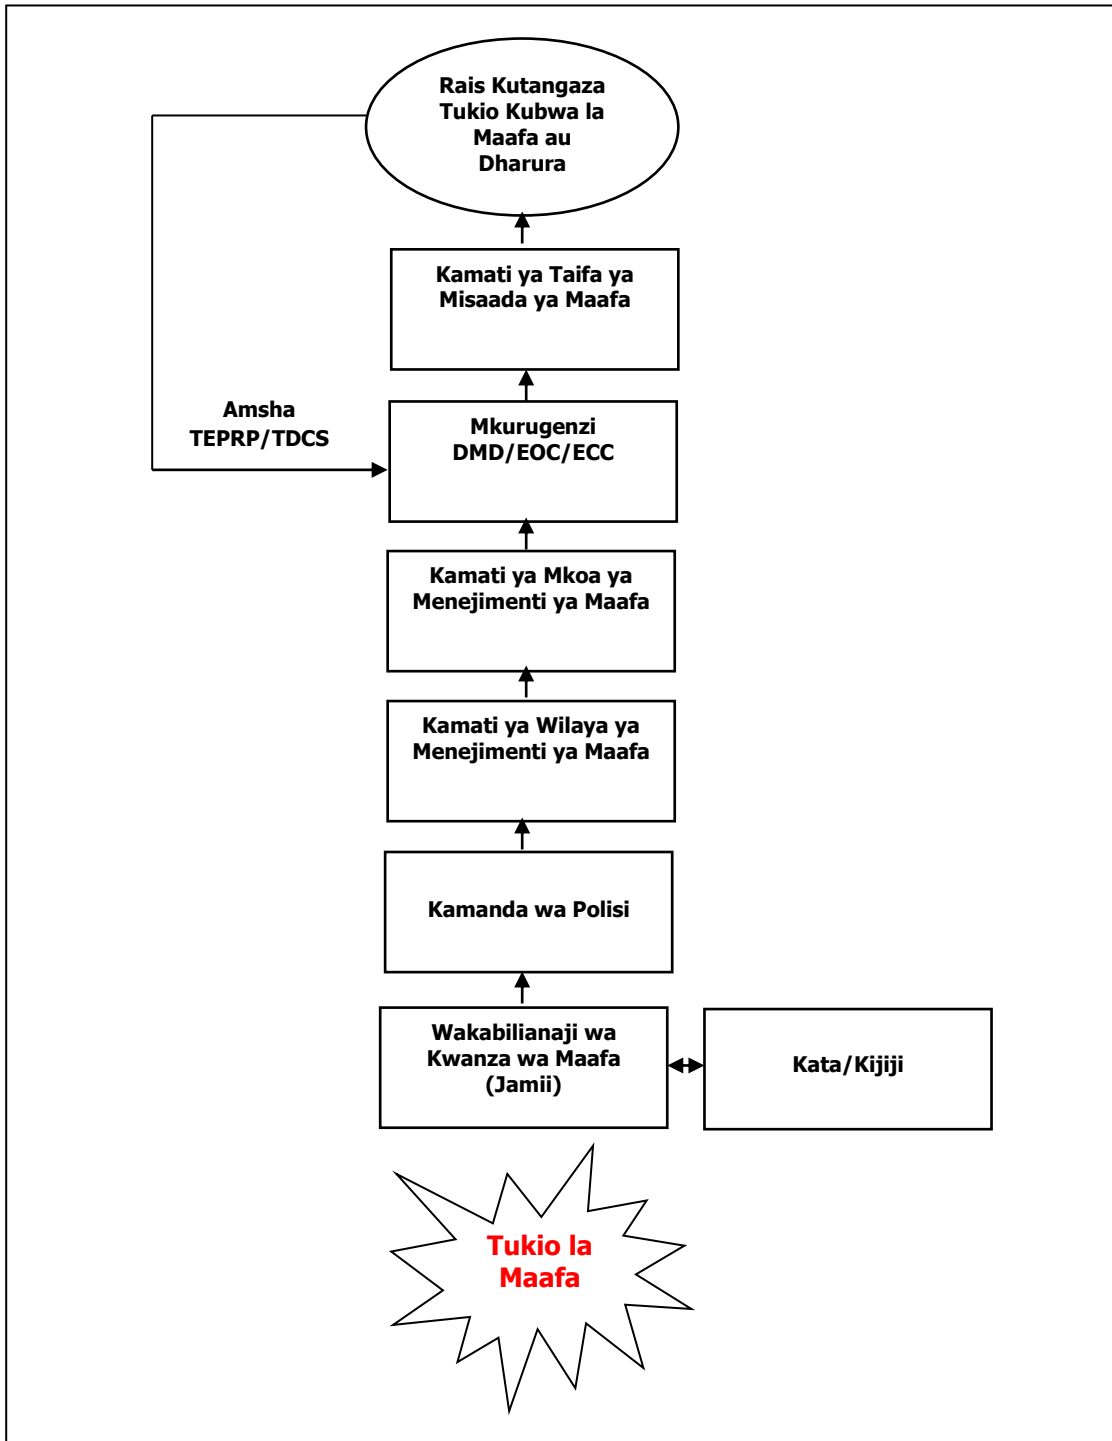 Rais Kutangaza
Tukio Kubwa la
Maafa au
Dharura
Kamati ya Taifa ya
Misaada ya Maafa
Amsha
TEPRP/TDCS
Mkurugenzi
DMD/EOC/ECC
Kamati ya Mkoa ya
Menejimenti ya Maafa
Kamati ya Wilaya ya
Menejimenti ya Maafa
Kamanda wa Polisi
Wakabilianaji wa
Kwanza wa Maafa
(Jamii)
Kata/Kijiji
Tukio la
Maafa